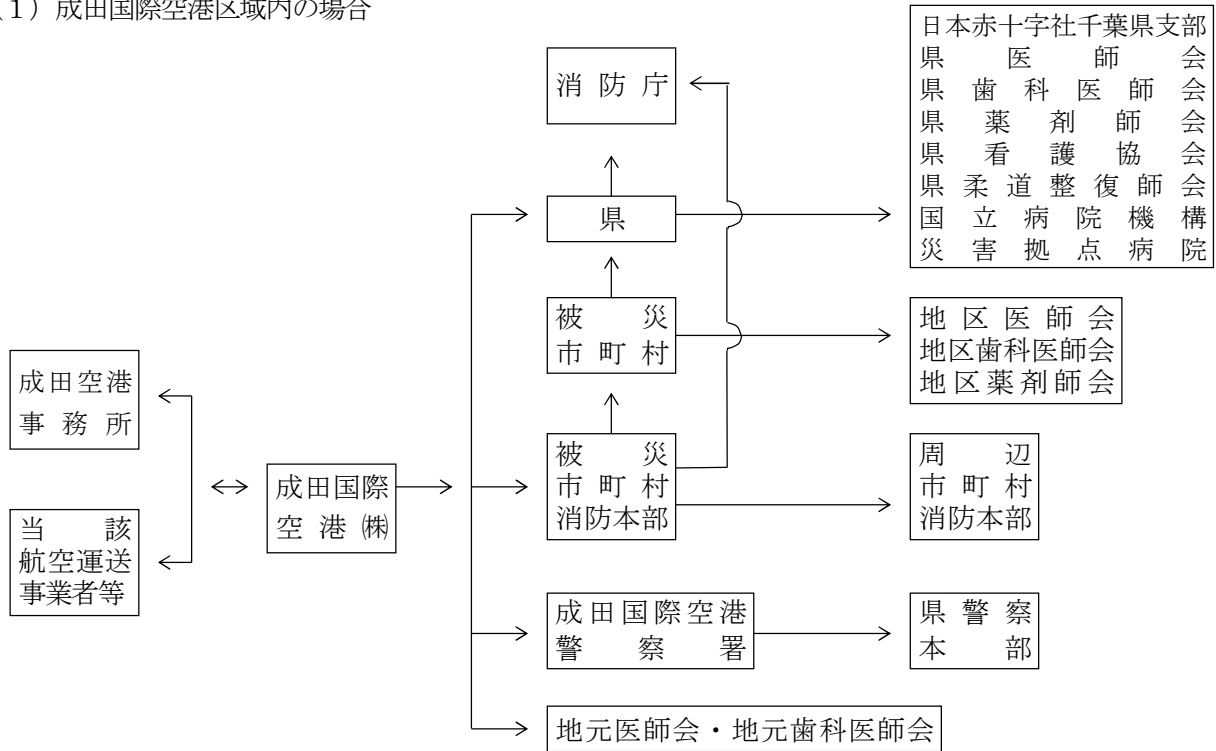 （１）成田国際空港区域内の場合
消防庁
県
被災
市町村
被災
市町村
消防本部
成田国際空港
警察署
地元医師会・地元歯科医師会
日本赤十字社千葉県支部
県医師会
県歯科医師会
県薬剤師会
県看護協会
県柔道整復師会
国立病院機構
災害拠点病院
地区医師会
地区歯科医師会
地区薬剤師会
周辺
市町村
消防本部
県警察
本部
成田空港
事務所
当該
航空運送
事業者等
成田国際
空港㈱